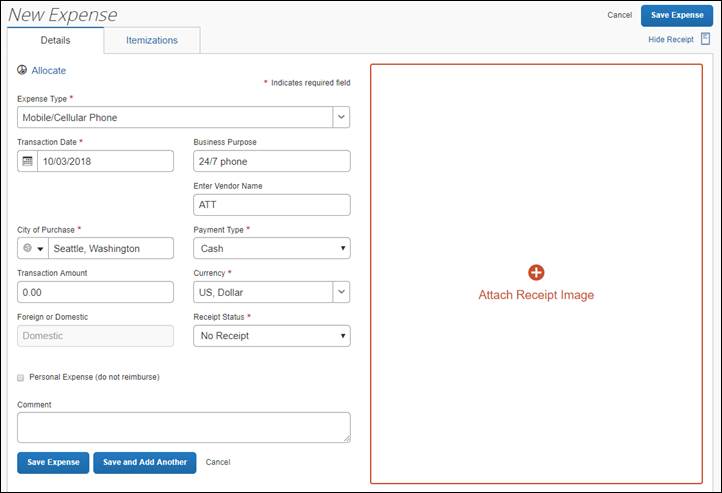 New Expense
Cancel Save Expense
Details Itemizations
Hide Receipt
Allocate
* Indicates required field
Expense Type *
Mobile/Cellular Phone
Transaction Date * Business Purpose
10/03/2018 24/7 phone
Enter Vendor Name
ATT
City of Purchase * Payment Type *
Seattle, Washington Cash
Transaction Amount Currency *
0.00 US, Dollar
Foreign or Domestic Receipt Status *
Domestic No Receipt
Attach Receipt Image
Personal Expense (do not reimburse)
Comment
Save Expense Save and Add Another Cancel